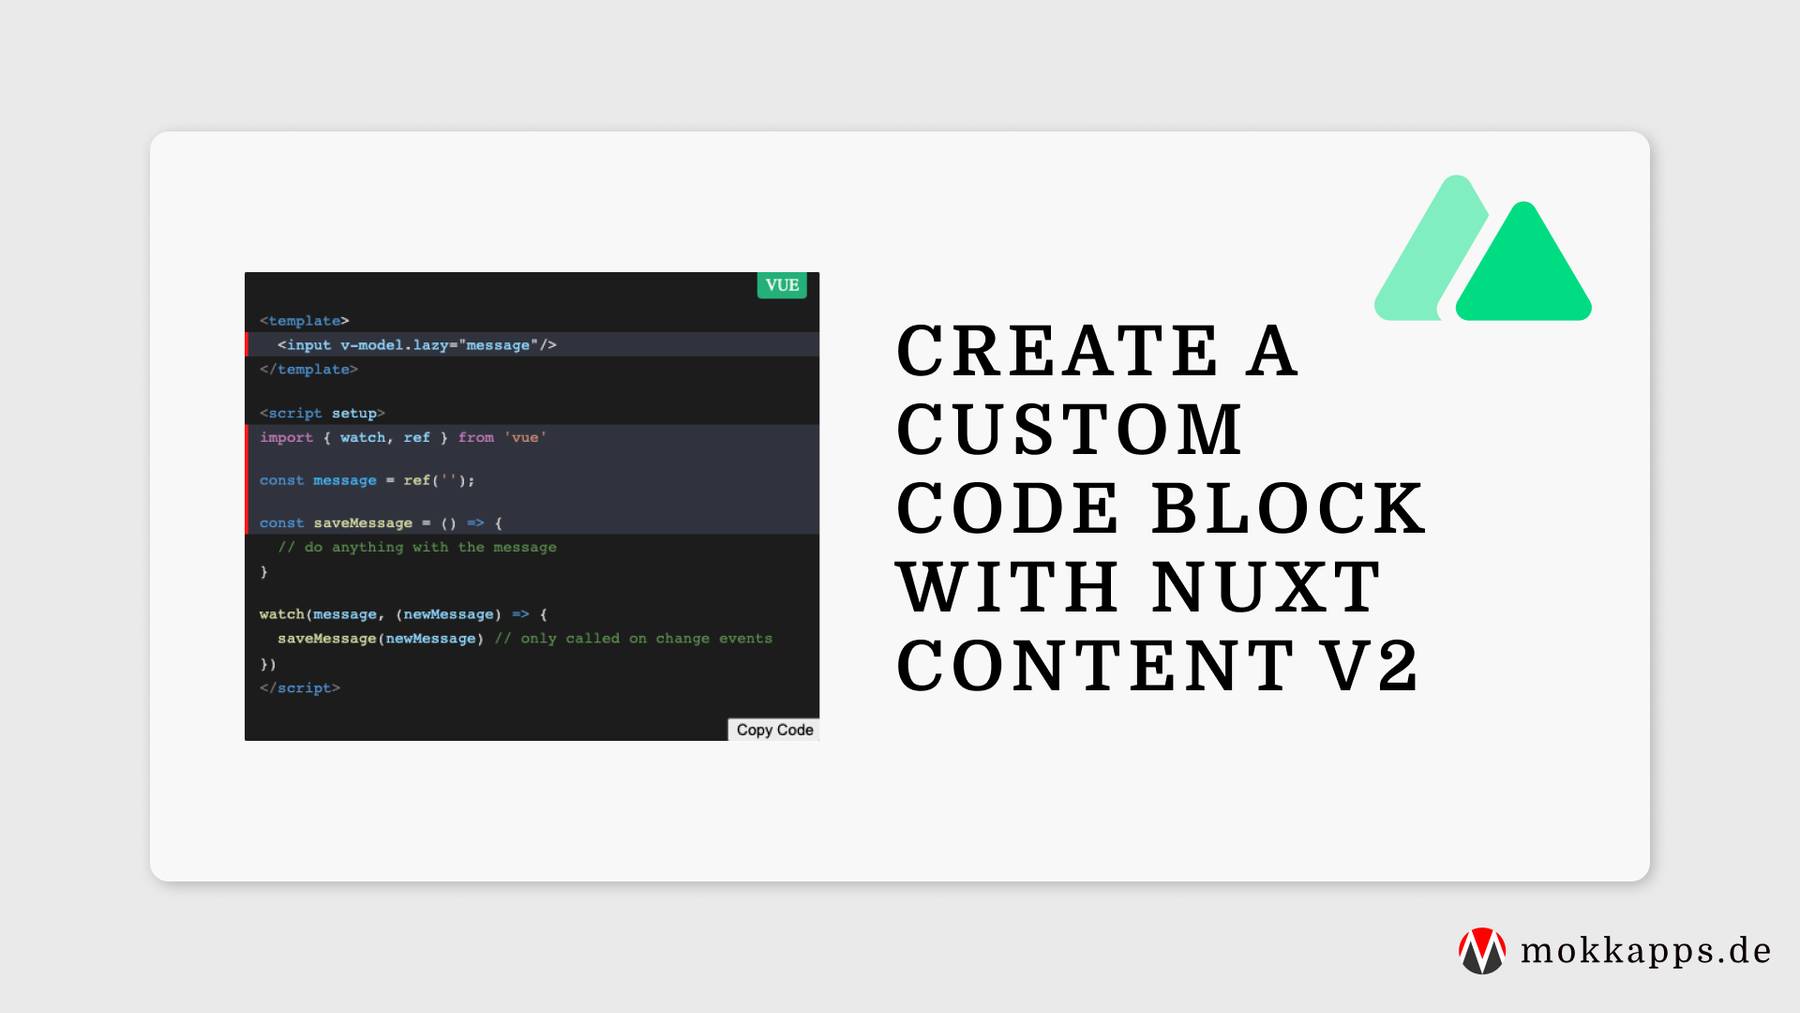 VUE
<template>
  <input v-model.lazy="message"/>
</template>
<script setup>
import { watch, ref } from 'vue'
const message = ref('');
const saveMessage = () => {
  // do anything with the message
}
watch(message, (newMessage) => {
  saveMessage(newMessage) // only called on change events
})
</script>
Copy Code
CREATE A
CUSTOM
CODE BLOCK
WITH NUXT
CONTENT V2
mokkapps.de